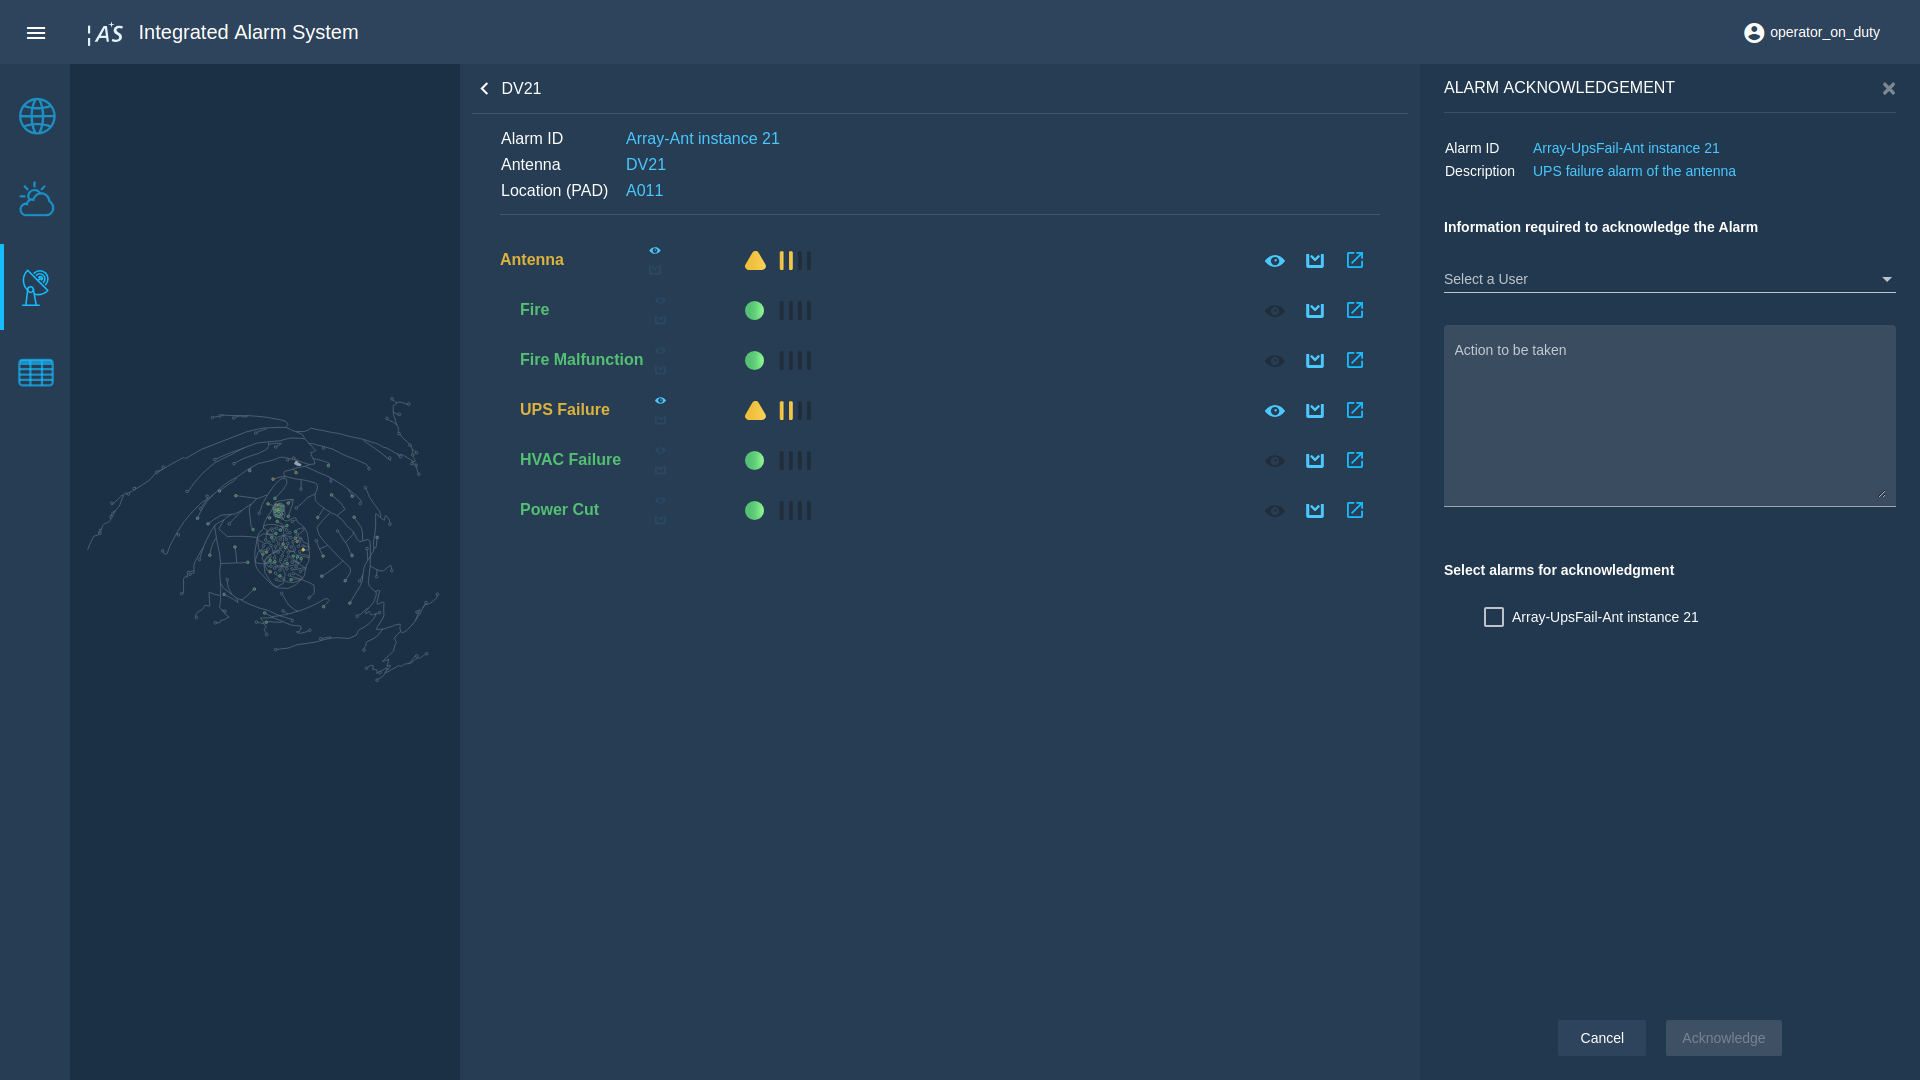 IAS Integrated Alarm System
operator_on_duty
DV21
Alarm ID Array-Ant instance 21
Antenna DV21
Location (PAD) A011
Antenna
Fire
Fire Malfunction
UPS Failure
HVAC Failure
Power Cut
ALARM ACKNOWLEDGEMENT
Alarm ID Array-UpsFail-Ant instance 21
Description UPS failure alarm of the antenna
Information required to acknowledge the Alarm
Select a User
Action to be taken
Select alarms for acknowledgment
Array-UpsFail-Ant instance 21
Cancel Acknowledge